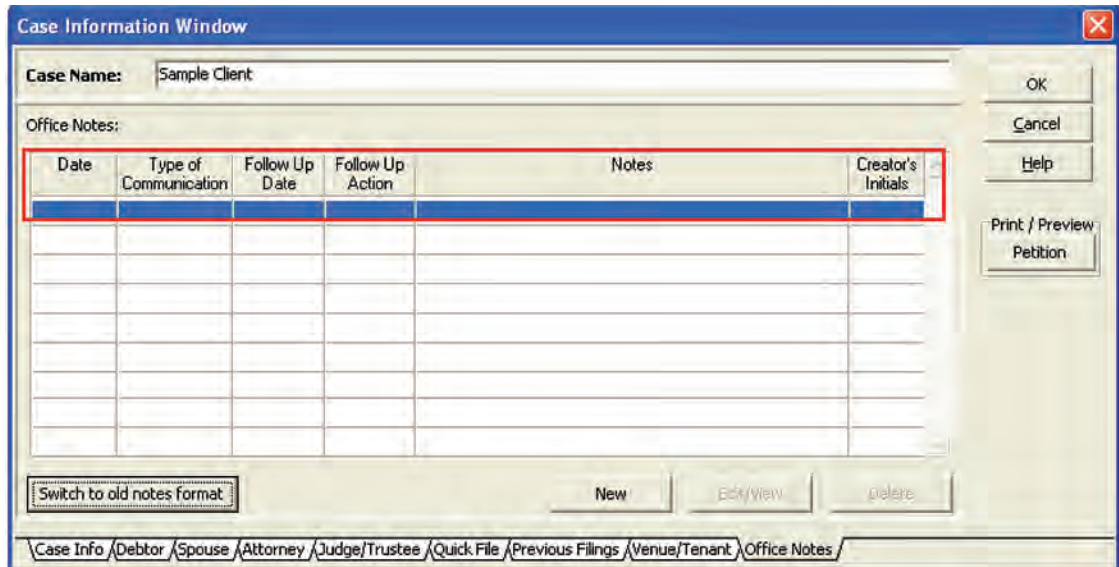 Case Information Window
Case Name: Sample Client
OK
Office Notes:
Cancel
Date Type of Communication Follow Up Date Follow Up Action Notes Creator's Initials
Help
Print / Preview
Petition
Switch to old notes format New Edit/View Delete
Case Info Debtor Spouse Attorney Judge/Trustee Quick File Previous Filings Venue/Tenant Office Notes